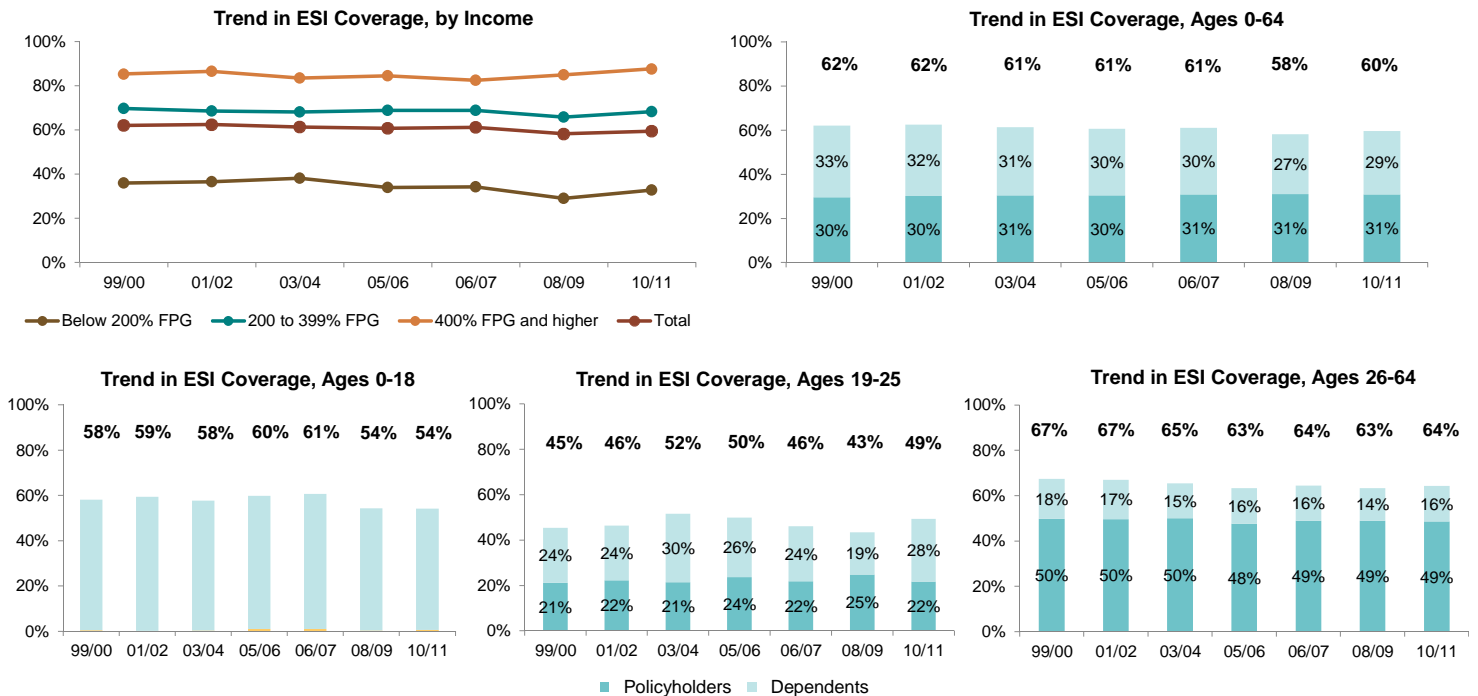 Trend in ESI Coverage, by Income
100%
80%
60%
40%
20%
0%
99/00 01/02 03/04 05/06 06/07 08/09 10/11
Below 200% FPG 200 to 399% FPG 400% FPG and higher Total
Trend in ESI Coverage, Ages 0-64
100%
62% 62% 61% 61% 61% 58% 60%
80%
60%
33% 32% 31% 30% 30% 27% 29%
40%
20%
30% 30% 31% 30% 31% 31% 31%
0%
99/00 01/02 03/04 05/06 06/07 08/09 10/11
Trend in ESI Coverage, Ages 0-18
100%
58% 59% 58% 60% 61% 54% 54%
80%
60%
40%
20%
0%
99/00 01/02 03/04 05/06 06/07 08/09 10/11
Trend in ESI Coverage, Ages 19-25
100%
45% 46% 52% 50% 46% 43% 49%
80%
60%
40%
24% 24% 30% 26% 24% 19% 28%
20%
21% 22% 21% 24% 22% 25% 22%
0%
99/00 01/02 03/04 05/06 06/07 08/09 10/11
Trend in ESI Coverage, Ages 26-64
100%
67% 67% 65% 63% 64% 63% 64%
80%
60%
18% 17% 15% 16% 16% 14% 16%
40%
20%
50% 50% 50% 48% 49% 49% 49%
0%
99/00 01/02 03/04 05/06 06/07 08/09 10/11
Policyholders Dependents